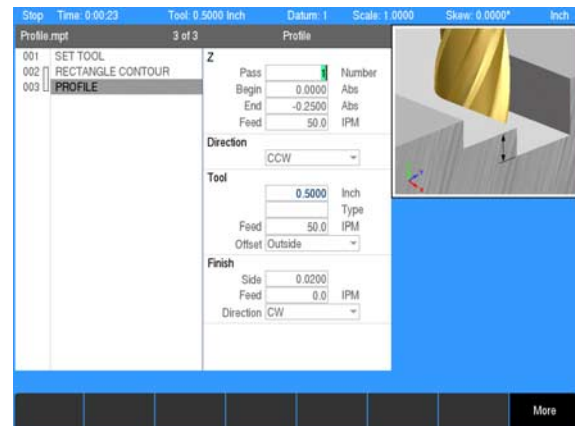 Stop Time: 0:00:23 Tool: 0.5000 Inch Datum: 1 Scale: 1.0000 Skew: 0.0000° Inch
Profile.mpt 3 of 3 Profile
001 SET TOOL
002 RECTANGLE CONTOUR
003 PROFILE
Z
Pass 1 Number
Begin 0.0000 Abs
End -0.2500 Abs
Feed 50.0 IPM
Direction
CCW
Tool
0.5000 Inch
Type
Feed 50.0 IPM
Offset Outside
Finish
Side 0.0200
Feed 0.0 IPM
Direction CW
More